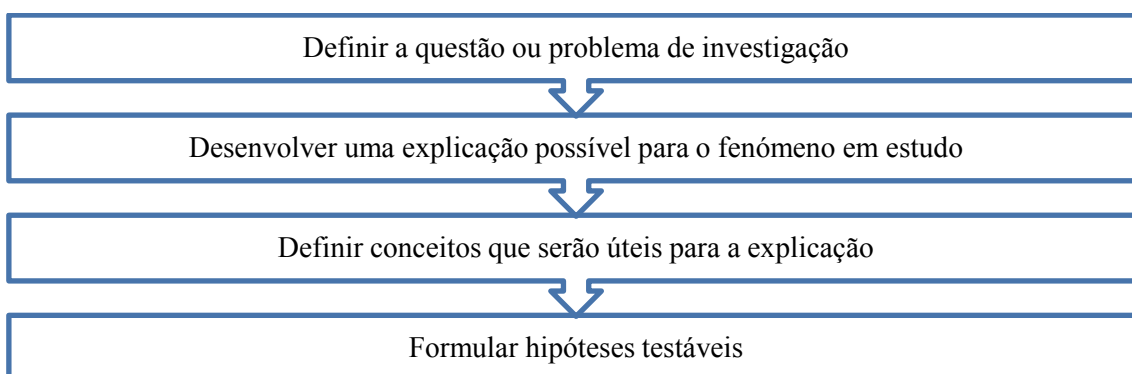 Definir a questão ou problema de investigação
Desenvolver uma explicação possível para o fenómeno em estudo
Definir conceitos que serão úteis para a explicação
Formular hipóteses testáveis